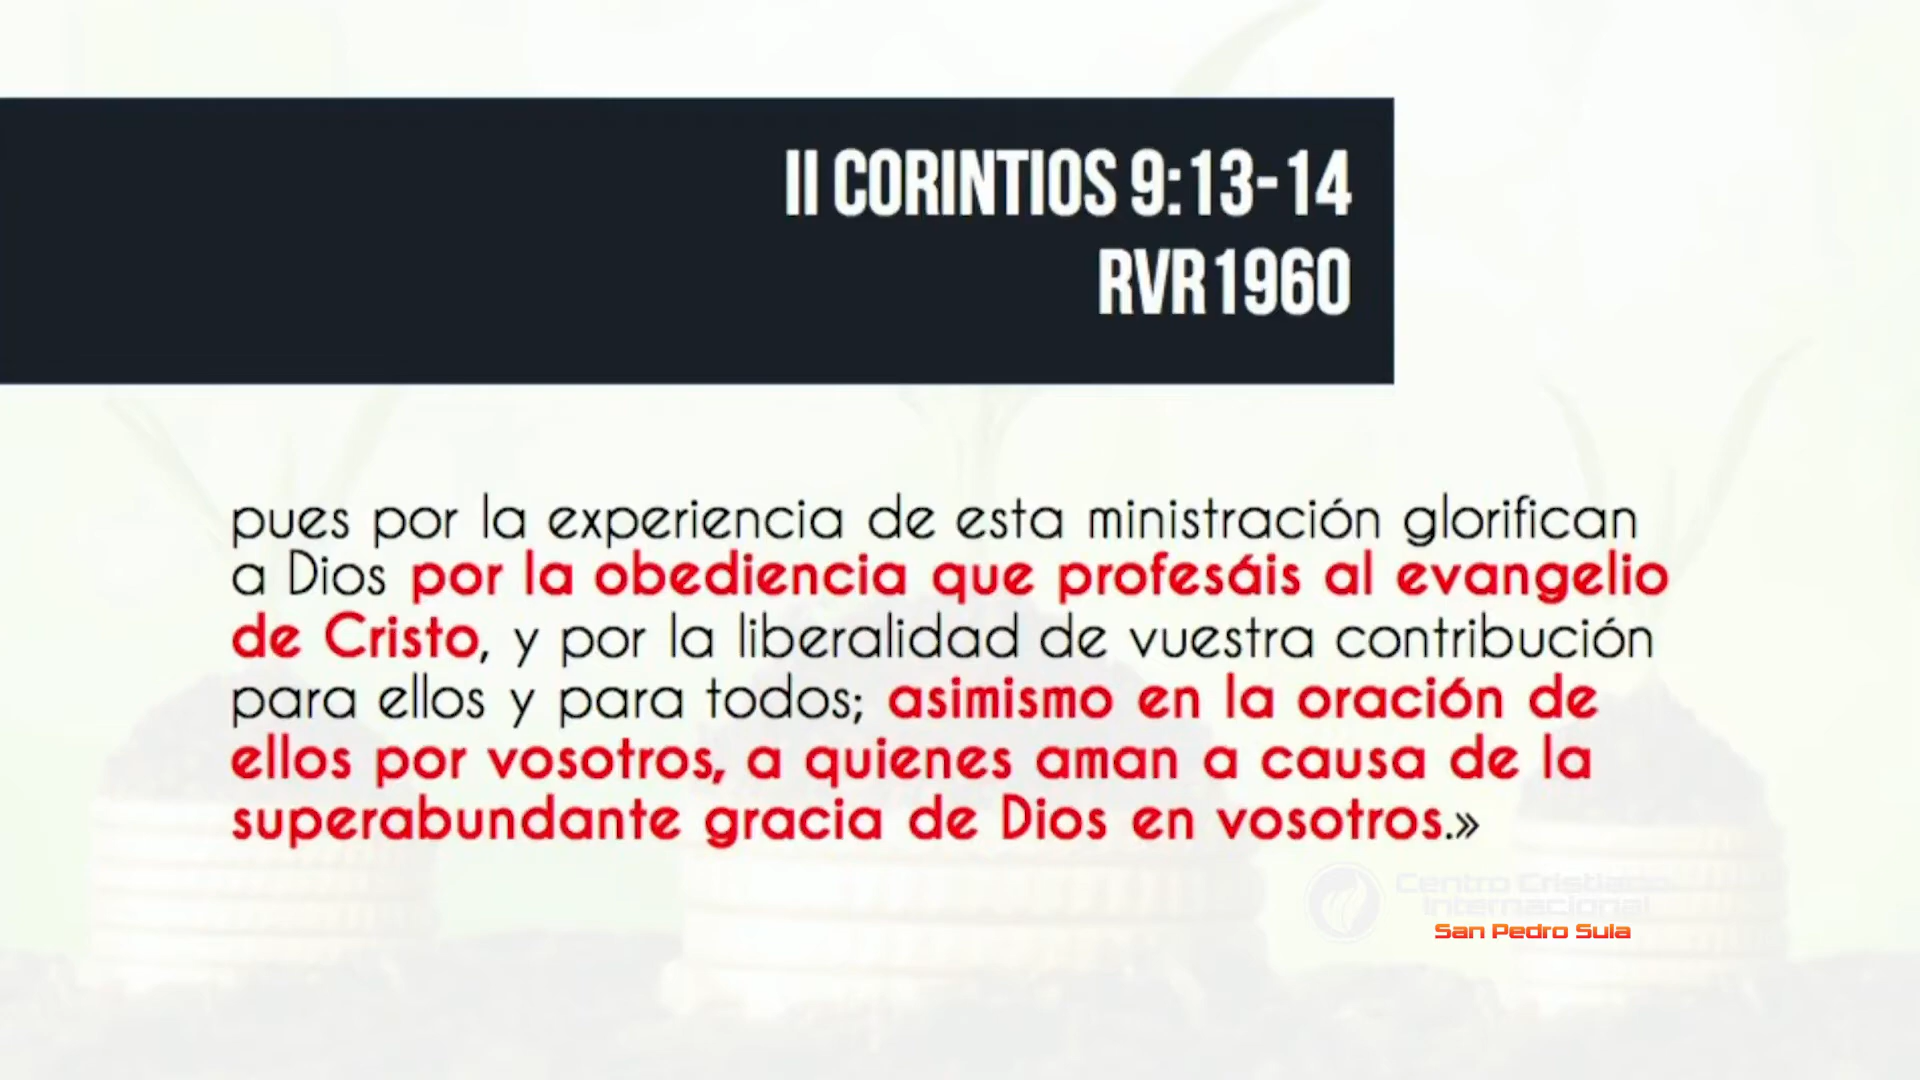 II CORINTIOS 9:13-14
RVR1960
pues por la experiencia de esta ministración glorifican
a Dios por la obediencia que profesáis al evangelio
de Cristo, y por la liberalidad de vuestra contribución
para ellos y para todos; asimismo en la oración de
ellos por vosotros, a quienes aman a causa de la
superabundante gracia de Dios en vosotros.»
Centro Cristiano
Internacional
San Pedro Sula